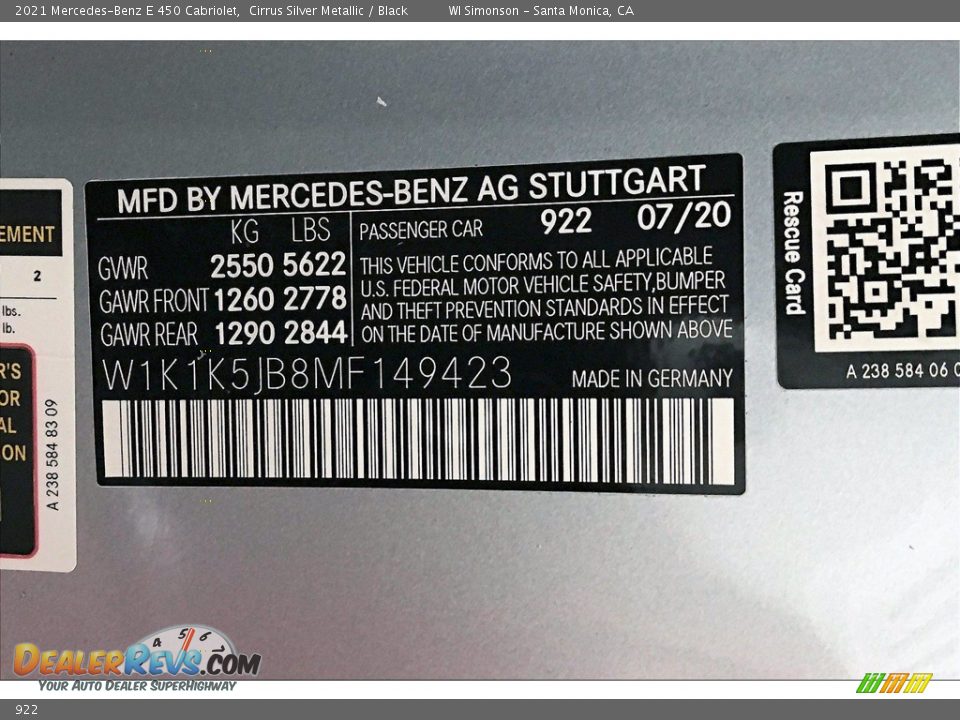 2021 Mercedes-Benz E 450 Cabriolet, Cirrus Silver Metallic / Black WI Simonson - Santa Monica, CA
EMENT
2
lbs.
lb.
R'S
OR
AL
ON
A 238 584 83 09
MFD BY MERCEDES-BENZ AG STUTTGART
KG LBS
GVWR 2550 5622
GAWR FRONT 1260 2778
GAWR REAR 1290 2844
PASSENGER CAR 922 07/20
THIS VEHICLE CONFORMS TO ALL APPLICABLE
U.S. FEDERAL MOTOR VEHICLE SAFETY,BUMPER
AND THEFT PREVENTION STANDARDS IN EFFECT
ON THE DATE OF MANUFACTURE SHOWN ABOVE
W1K1K5JB8MF149423 MADE IN GERMANY
Rescue Card
A 238 584 06 0
4 5 6 7
DEALERREVS.COM
YOUR AUTO DEALER SUPERHIGHWAY
922